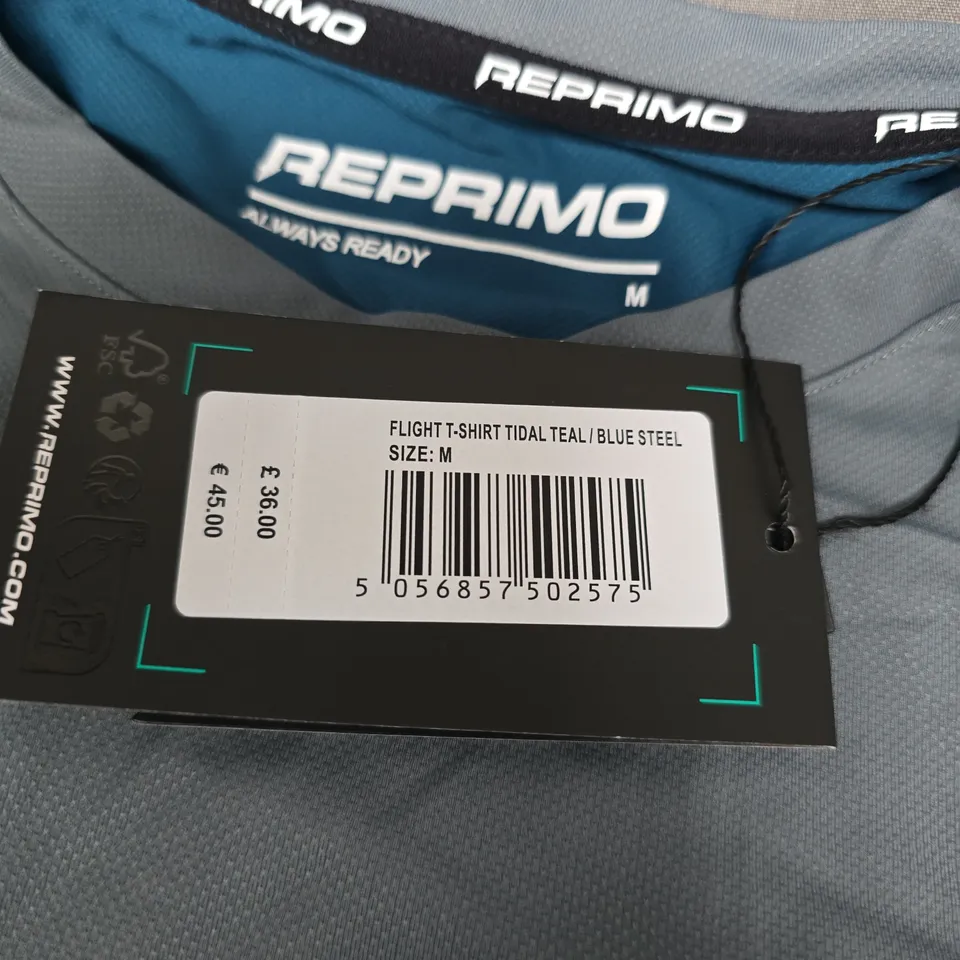 IMO
REPRIMO
RE
REPRIMO
ALWAYS READY
M
WWW.REPRIMO.COM
FSC
®
€ 45.00
£ 36.00
FLIGHT T-SHIRT TIDAL TEAL / BLUE STEEL
SIZE: M
5 056857 502575